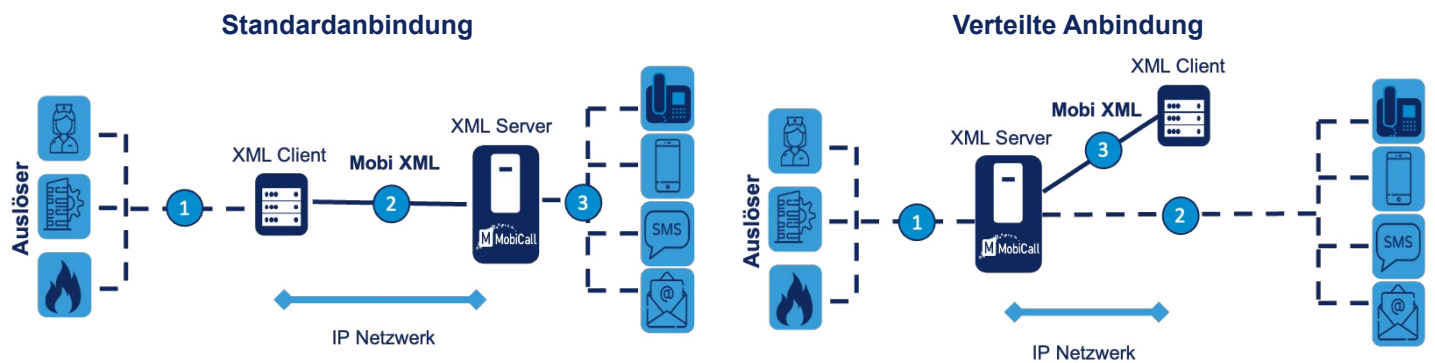 Standardanbindung
Auslöser
XML Client
1
Mobi XML
2
XML Server
M MobiCall
3
SMS
@
IP Netzwerk
Verteilte Anbindung
Auslöser
1
XML Server
M MobiCall
Mobi XML
3
XML Client
2
SMS
@
IP Netzwerk